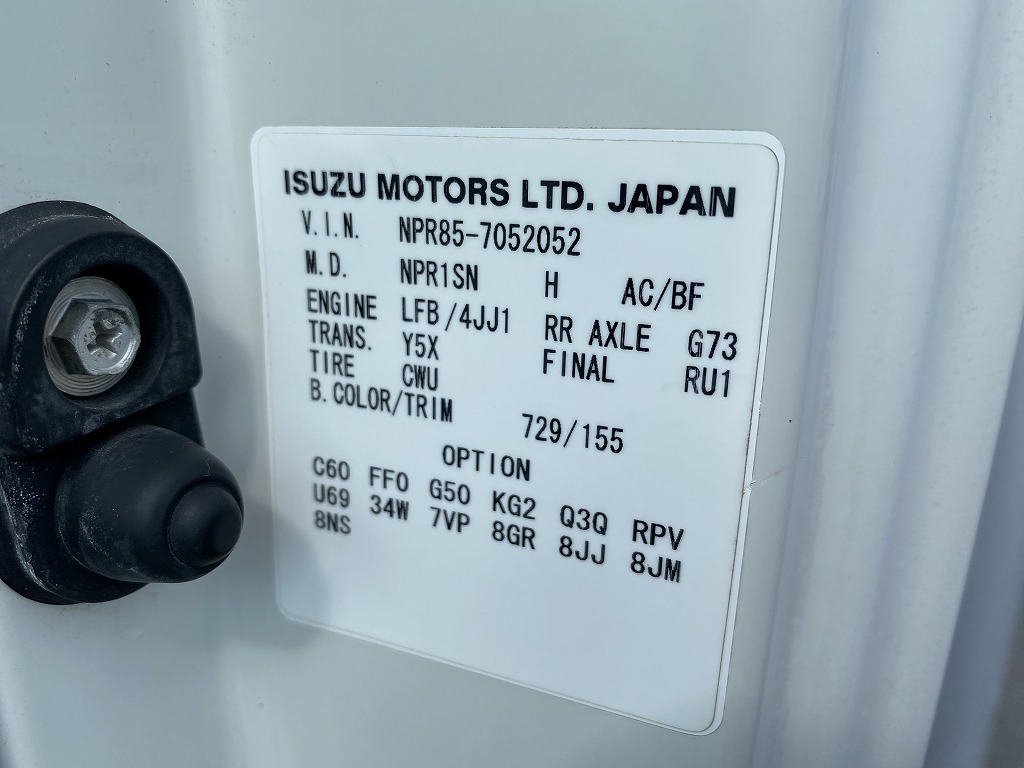 ISUZU MOTORS LTD. JAPAN
V.I.N. NPR85-7052052
M.D. NPR1SN H AC/BF
ENGINE LFB/4JJ1 RR AXLE G73
TRANS. Y5X FINAL RU1
TIRE CWU
B.COLOR/TRIM 729/155
OPTION
C60 FF0 G50 KG2 Q3Q RPV
U69 34W 7VP 8GR 8JJ 8JM
8NS